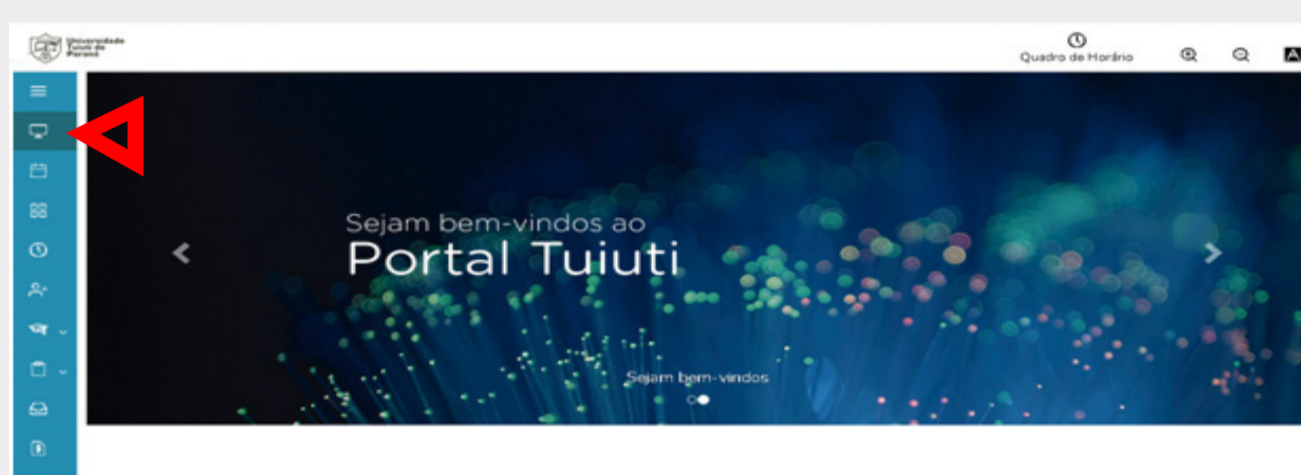 Universidade
Tuiuti do
Paraná
Quadro de Horário
A
Sejam bem-vindos ao
Portal Tuiuti
Sejam bem-vindos